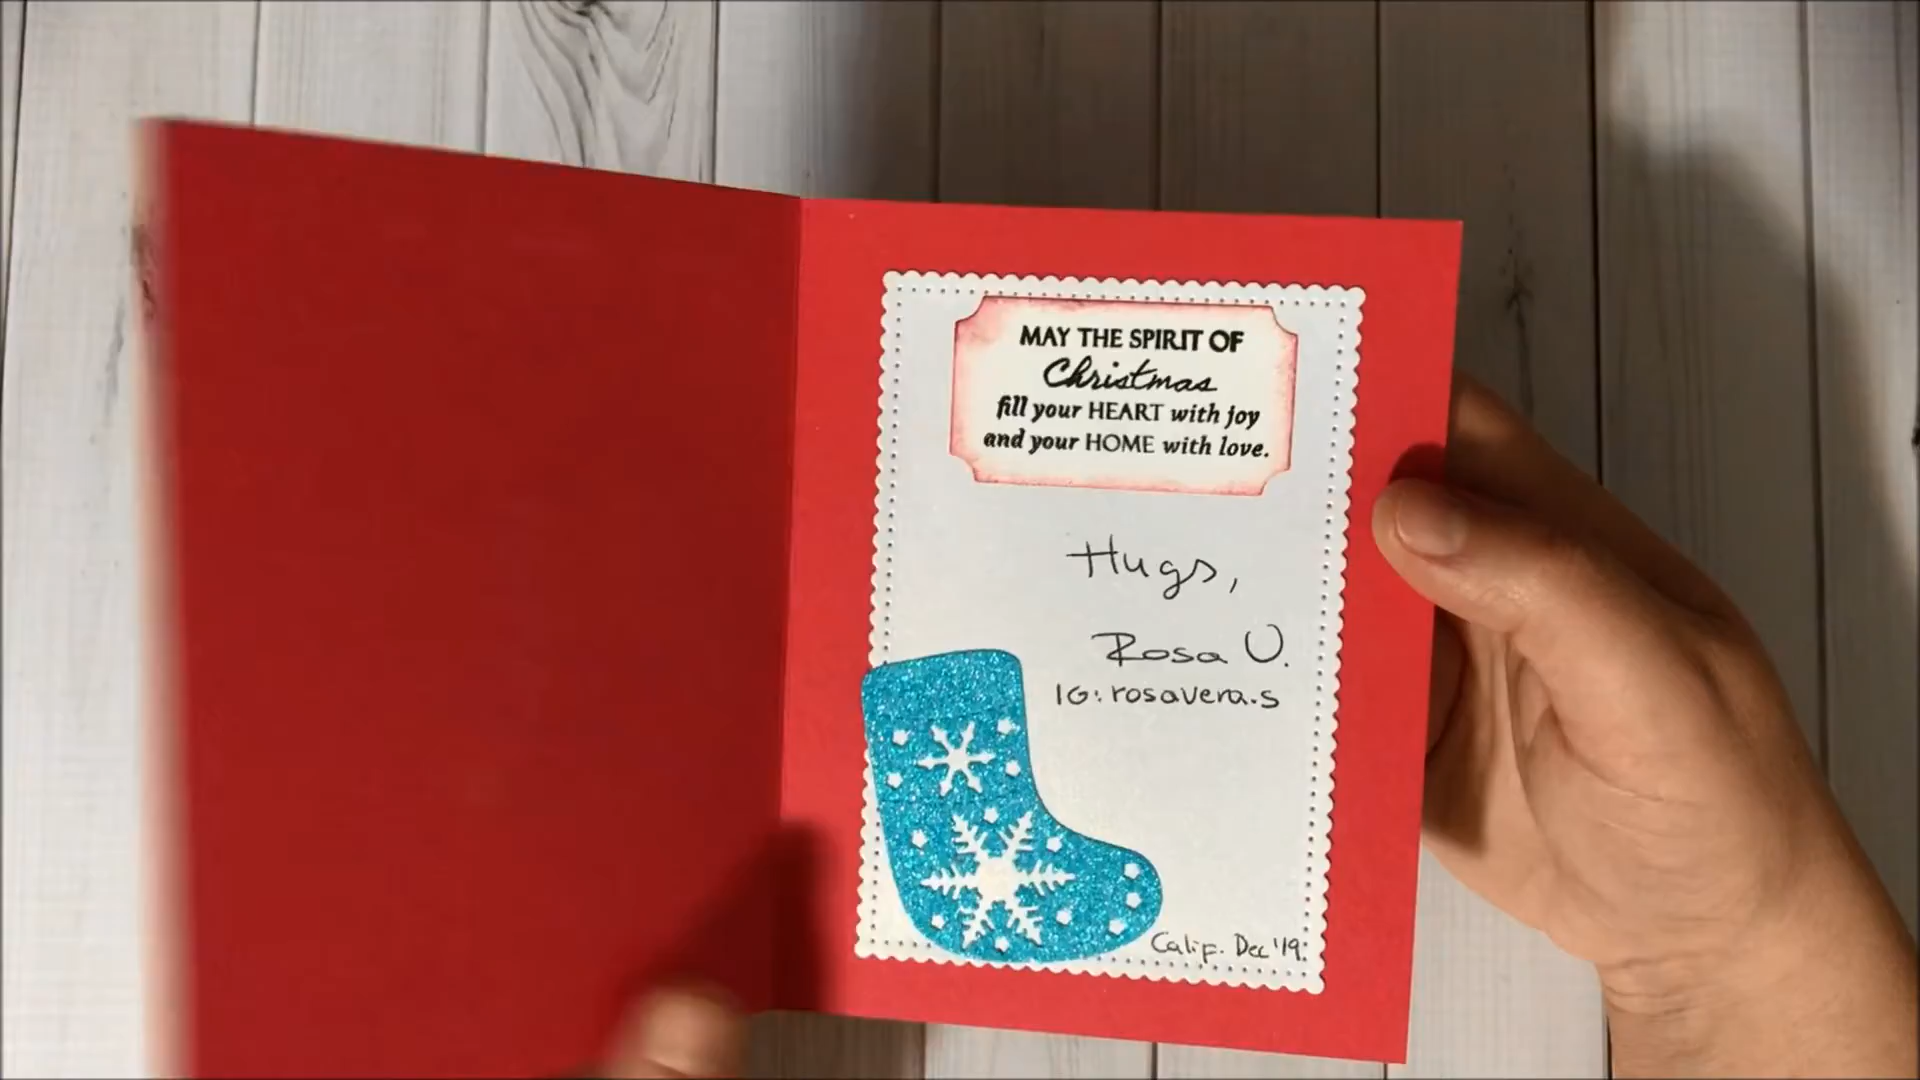 MAY THE SPIRIT OF
Christmas
fill your HEART with joy
and your HOME with love.
Hugs,
Rosa V.
IG: rosavera.s
Calif. Dec '19.